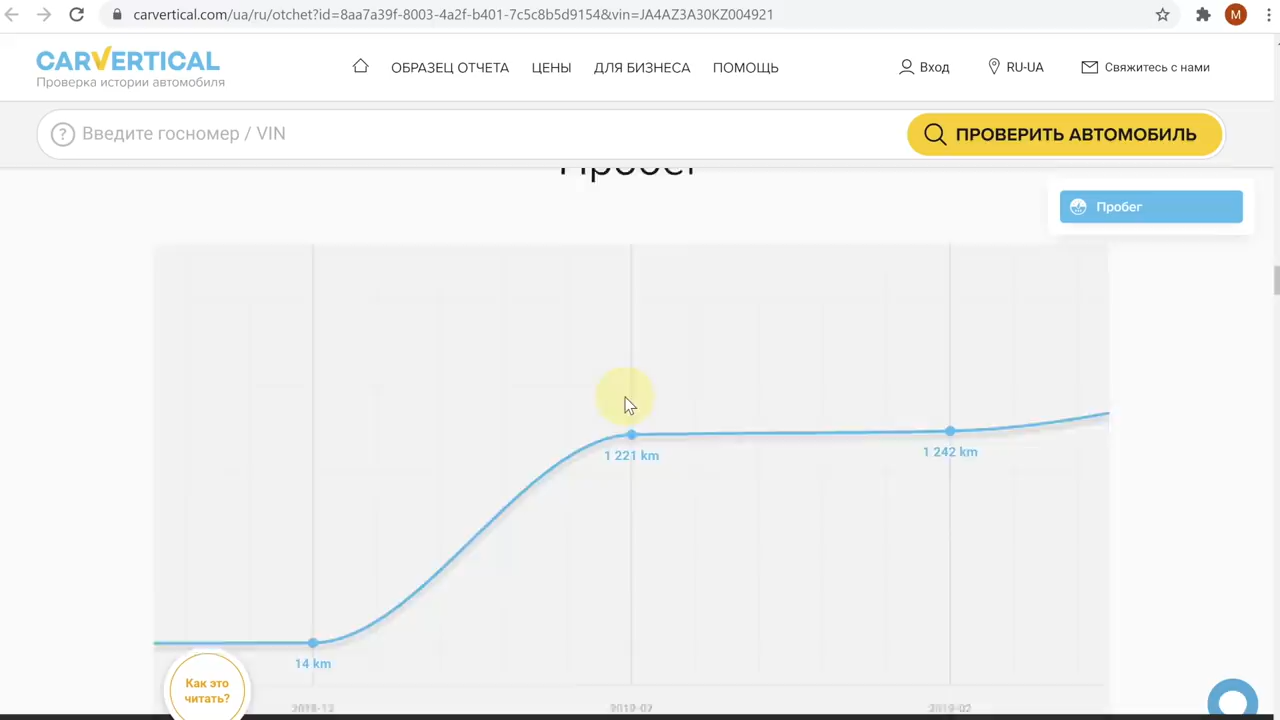 carvertical.com/ua/ru/otchet?id=8aa7a39f-8003-4a2f-b401-7c5c8b5d9154&vin=JA4AZ3A30KZ004921
M
CARVERTICAL
Проверка истории автомобиля
ОБРАЗЕЦ ОТЧЕТА
ЦЕНЫ
ДЛЯ БИЗНЕСА
ПОМОЩЬ
Вход
RU-UA
Свяжитесь с нами
? Введите госномер / VIN
ПРОВЕРИТЬ АВТОМОБИЛЬ
Пробег
Пробег
1 221 km
1 242 km
14 km
Как это
читать?